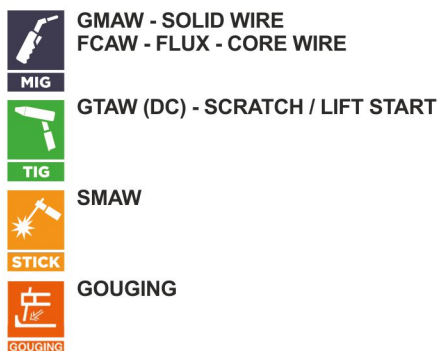 GMAW - SOLID WIRE
FCAW - FLUX - CORE WIRE
MIG
GTAW (DC) - SCRATCH / LIFT START
TIG
SMAW
STICK
GOUGING
GOUGING